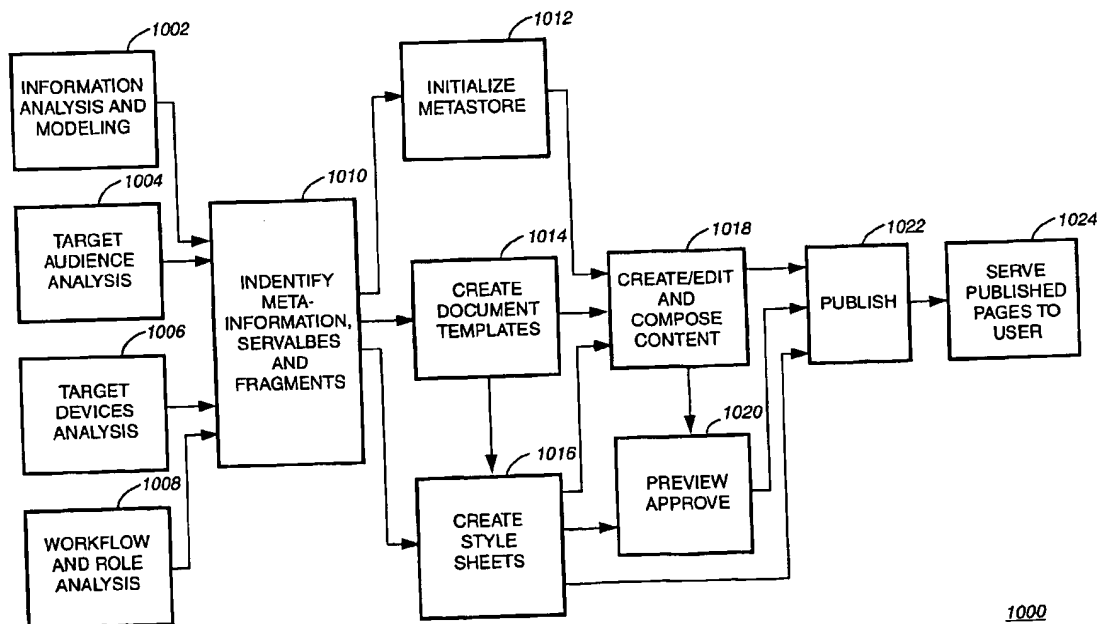 1002
INFORMATION
ANALYSIS AND
MODELING
1004
TARGET
AUDIENCE
ANALYSIS
1006
TARGET
DEVICES
ANALYSIS
1008
WORKFLOW
AND ROLE
ANALYSIS
1010
INDENTIFY
META-
INFORMATION,
SERVALBES
AND
FRAGMENTS
1012
INITIALIZE
METASTORE
1014
CREATE
DOCUMENT
TEMPLATES
1016
CREATE
STYLE
SHEETS
1018
CREATE/EDIT
AND
COMPOSE
CONTENT
1020
PREVIEW
APPROVE
1022
PUBLISH
1024
SERVE
PUBLISHED
PAGES TO
USER
1000